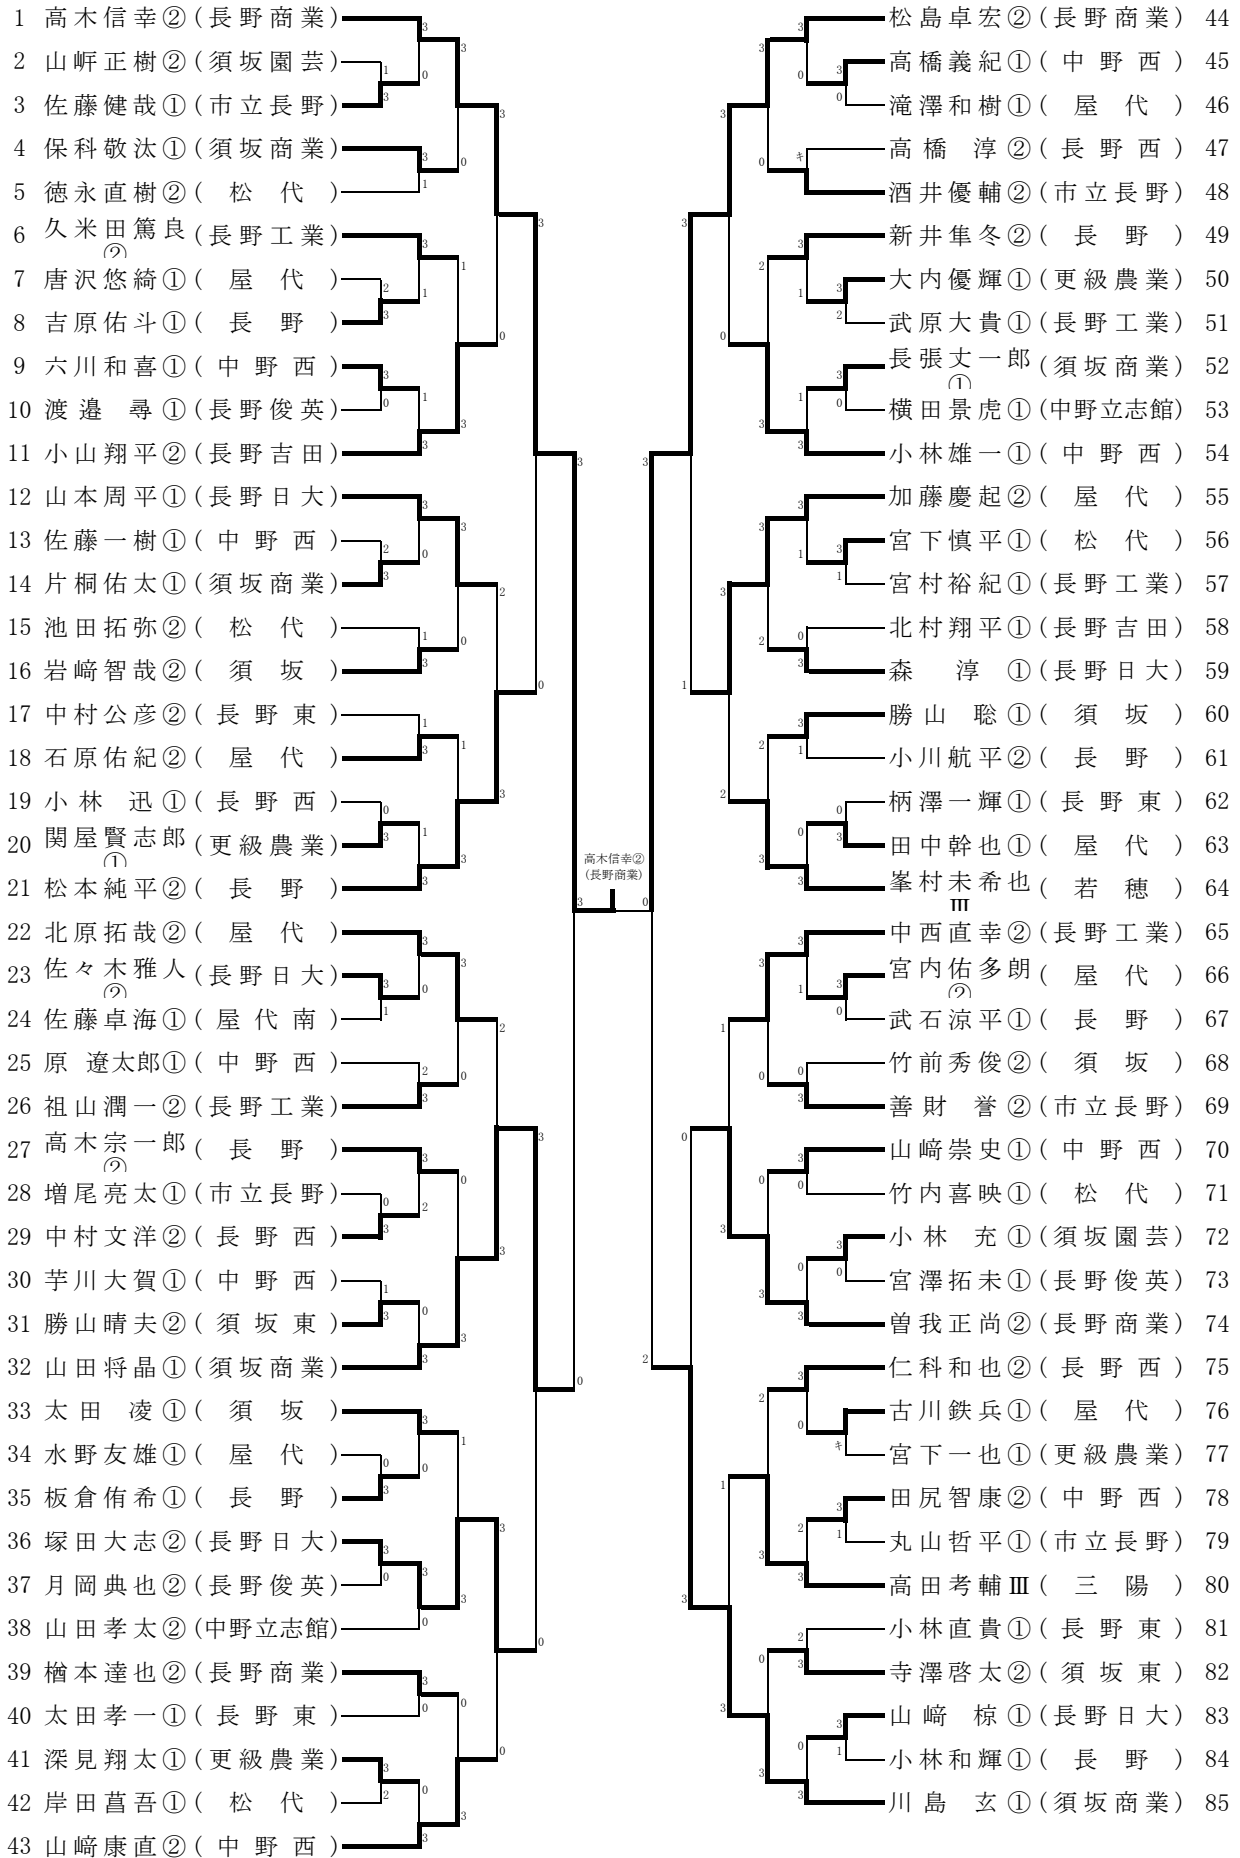 1 高木信幸② (長野商業)
2 山𡵅正樹② (須坂園芸)
3 佐藤健哉① (市立長野)
4 保科敬汰① (須坂商業)
5 徳永直樹② (松代)
6 久米田篤良② (長野工業)
7 唐沢悠綺① (屋代)
8 吉原佑斗① (長野)
9 六川和喜① (中野西)
10 渡邉尋① (長野俊英)
11 小山翔平② (長野吉田)
12 山本周平① (長野日大)
13 佐藤一樹① (中野西)
14 片桐佑太① (須坂商業)
15 池田拓弥② (松代)
16 岩﨑智哉② (須坂)
17 中村公彦② (長野東)
18 石原佑紀② (屋代)
19 小林迅① (長野西)
20 関屋賢志郎① (更級農業)
21 松本純平② (長野)
22 北原拓哉② (屋代)
23 佐々木雅人② (長野日大)
24 佐藤卓海① (屋代南)
25 原遼太郎① (中野西)
26 祖山潤一② (長野工業)
27 高木宗一郎② (長野)
28 増尾亮太① (市立長野)
29 中村文洋② (長野西)
30 芋川大賀① (中野西)
31 勝山晴夫② (須坂東)
32 山田将晶① (須坂商業)
33 太田凌① (須坂)
34 水野友雄① (屋代)
35 板倉侑希① (長野)
36 塚田大志② (長野日大)
37 月岡典也② (長野俊英)
38 山田孝太② (中野立志館)
39 楢本達也② (長野商業)
40 太田孝一① (長野東)
41 深見翔太① (更級農業)
42 岸田菖吾① (松代)
43 山﨑康直② (中野西)
高木信幸②
(長野商業)
3 0
松島卓宏② (長野商業) 44
高橋義紀① (中野西) 45
滝澤和樹① (屋代) 46
高橋淳② (長野西) 47
酒井優輔② (市立長野) 48
新井隼冬② (長野) 49
大内優輝① (更級農業) 50
武原大貴① (長野工業) 51
長張丈一郎① (須坂商業) 52
横田景虎① (中野立志館) 53
小林雄一① (中野西) 54
加藤慶起② (屋代) 55
宮下慎平① (松代) 56
宮村裕紀① (長野工業) 57
北村翔平① (長野吉田) 58
森淳① (長野日大) 59
勝山聡① (須坂) 60
小川航平② (長野) 61
柄澤一輝① (長野東) 62
田中幹也① (屋代) 63
峯村未希也Ⅲ (若穂) 64
中西直幸② (長野工業) 65
宮内佑多朗② (屋代) 66
武石涼平① (長野) 67
竹前秀俊② (須坂) 68
善財誉② (市立長野) 69
山﨑崇史① (中野西) 70
竹内喜映① (松代) 71
小林充① (須坂園芸) 72
宮澤拓未① (長野俊英) 73
曽我正尚② (長野商業) 74
仁科和也② (長野西) 75
古川鉄兵① (屋代) 76
宮下一也① (更級農業) 77
田尻智康② (中野西) 78
丸山哲平① (市立長野) 79
高田考輔Ⅲ (三陽) 80
小林直貴① (長野東) 81
寺澤啓太② (須坂東) 82
山﨑椋① (長野日大) 83
小林和輝① (長野) 84
川島玄① (須坂商業) 85